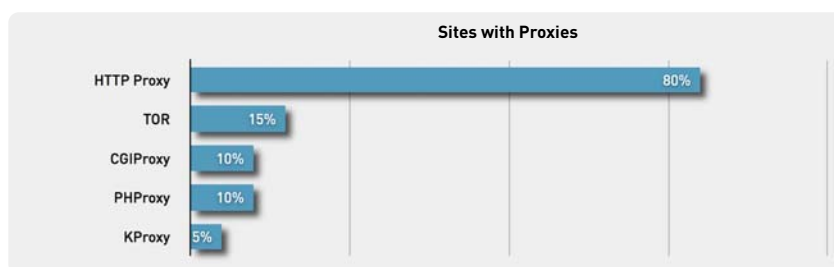 Sites with Proxies
HTTP Proxy 80%
TOR 15%
CGIProxy 10%
PHProxy 10%
KProxy 5%